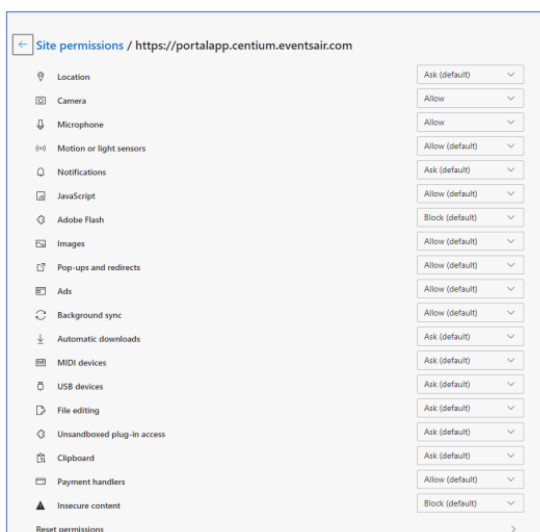 Site permissions / https://portalapp.centium.eventsair.com
Location Ask (default)
Camera Allow
Microphone Allow
Motion or light sensors Allow (default)
Notifications Ask (default)
JavaScript Allow (default)
Adobe Flash Block (default)
Images Allow (default)
Pop-ups and redirects Allow (default)
Ads Allow (default)
Background sync Allow (default)
Automatic downloads Ask (default)
MIDI devices Ask (default)
USB devices Ask (default)
File editing Ask (default)
Unsandboxed plug-in access Ask (default)
Clipboard Ask (default)
Payment handlers Allow (default)
Insecure content Block (default)
Reset permissions